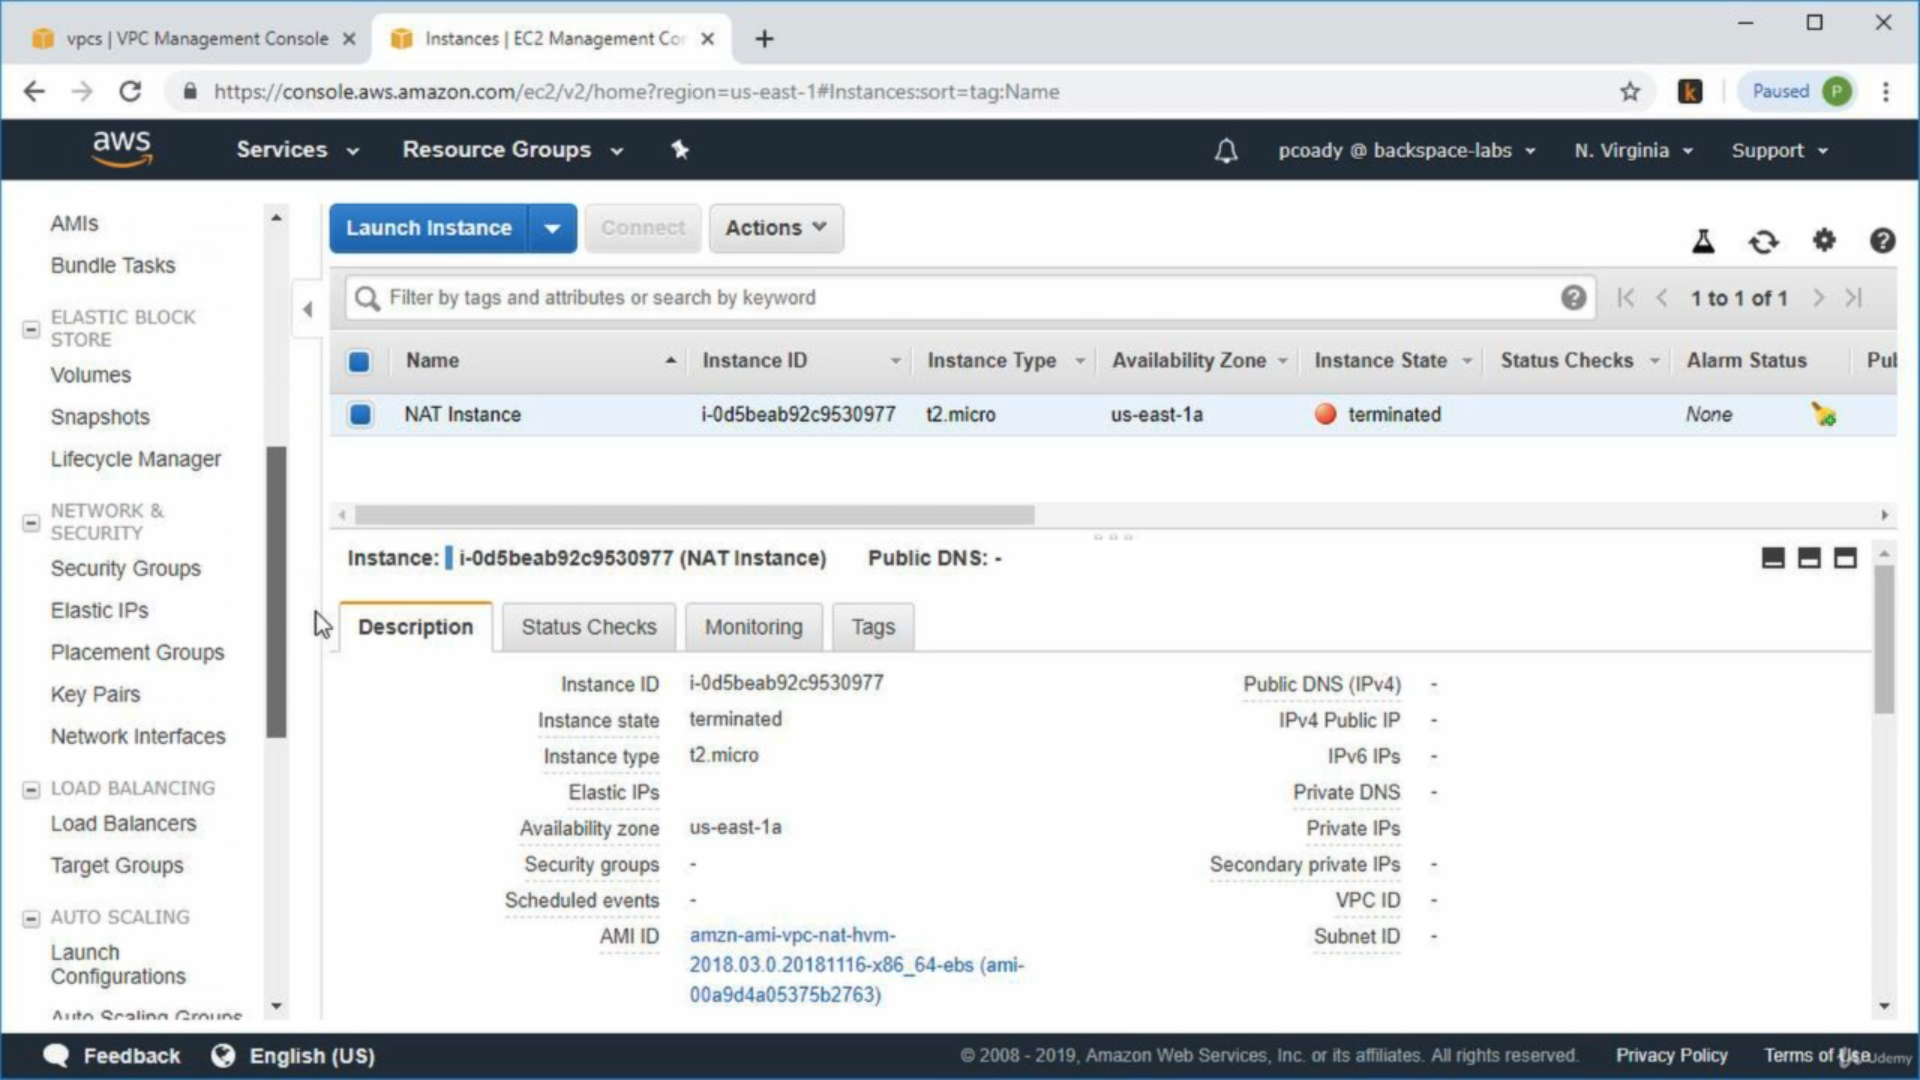 vpcs | VPC Management Console
Instances | EC2 Management Cor
https://console.aws.amazon.com/ec2/v2/home?region=us-east-1#Instances:sort=tag:Name
k
Paused
P
aws
Services
Resource Groups
pcoady @ backspace-labs
N. Virginia
Support
AMIs
Bundle Tasks
ELASTIC BLOCK
STORE
Volumes
Snapshots
Lifecycle Manager
NETWORK &
SECURITY
Security Groups
Elastic IPs
Placement Groups
Key Pairs
Network Interfaces
LOAD BALANCING
Load Balancers
Target Groups
AUTO SCALING
Launch
Configurations
Auto Scaling Groups
Launch Instance
Connect
Actions
Filter by tags and attributes or search by keyword
1 to 1 of 1
Name
Instance ID
Instance Type
Availability Zone
Instance State
Status Checks
Alarm Status
Pul
NAT Instance
i-0d5beab92c9530977
t2.micro
us-east-1a
terminated
None
Instance: i-0d5beab92c9530977 (NAT Instance)
Public DNS: -
Description
Status Checks
Monitoring
Tags
Instance ID i-0d5beab92c9530977
Instance state terminated
Instance type t2.micro
Elastic IPs
Availability zone us-east-1a
Security groups -
Scheduled events -
AMI ID amzn-ami-vpc-nat-hvm-
2018.03.0.20181116-x86_64-ebs (ami-
00a9d4a05375b2763)
Public DNS (IPv4) -
IPv4 Public IP -
IPv6 IPs -
Private DNS -
Private IPs
Secondary private IPs -
VPC ID -
Subnet ID -
Feedback
English (US)
© 2008 - 2019, Amazon Web Services, Inc. or its affiliates. All rights reserved.
Privacy Policy
Terms of Use
Udemy